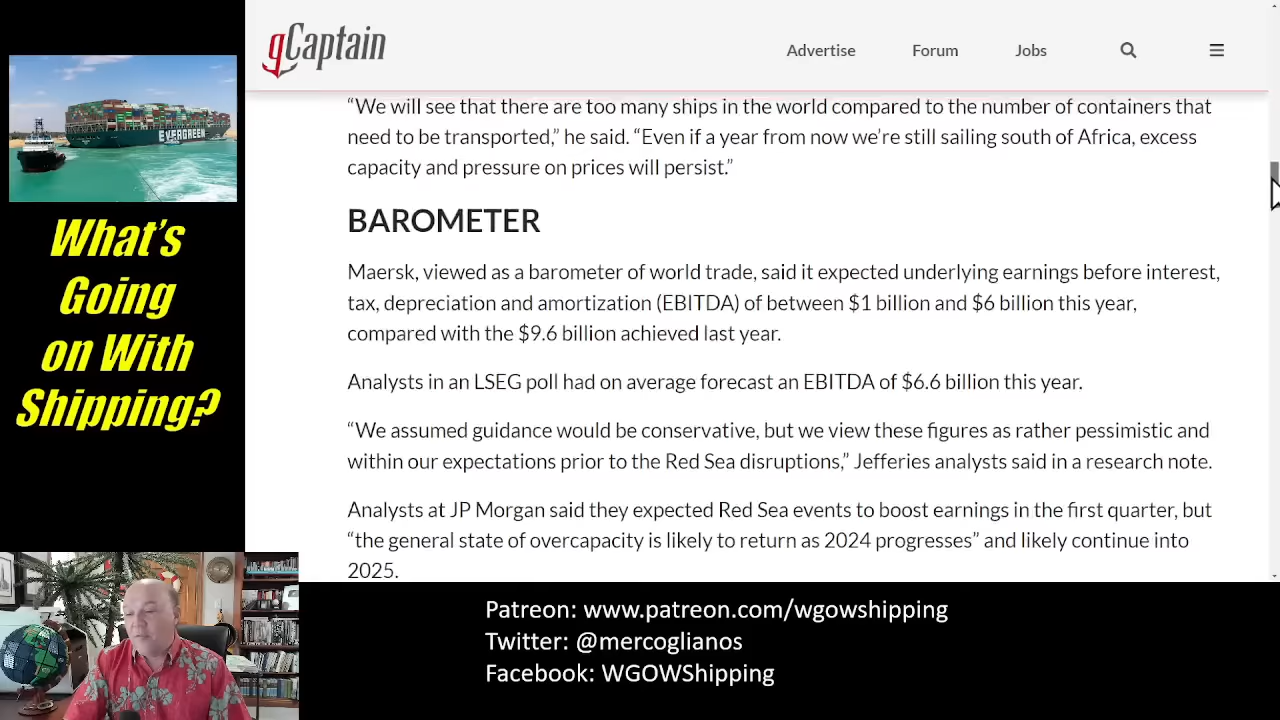 gCaptain
Advertise
Forum
Jobs
“We will see that there are too many ships in the world compared to the number of containers that
need to be transported,” he said. “Even if a year from now we’re still sailing south of Africa, excess
capacity and pressure on prices will persist.”
BAROMETER
Maersk, viewed as a barometer of world trade, said it expected underlying earnings before interest,
tax, depreciation and amortization (EBITDA) of between $1 billion and $6 billion this year,
compared with the $9.6 billion achieved last year.
Analysts in an LSEG poll had on average forecast an EBITDA of $6.6 billion this year.
“We assumed guidance would be conservative, but we view these figures as rather pessimistic and
within our expectations prior to the Red Sea disruptions,” Jefferies analysts said in a research note.
Analysts at JP Morgan said they expected Red Sea events to boost earnings in the first quarter, but
“the general state of overcapacity is likely to return as 2024 progresses” and likely continue into
2025.
EVERGREEN
What’s
Going
on With
Shipping?
Patreon: www.patreon.com/wgowshipping
Twitter: @mercoglianos
Facebook: WGOWShipping